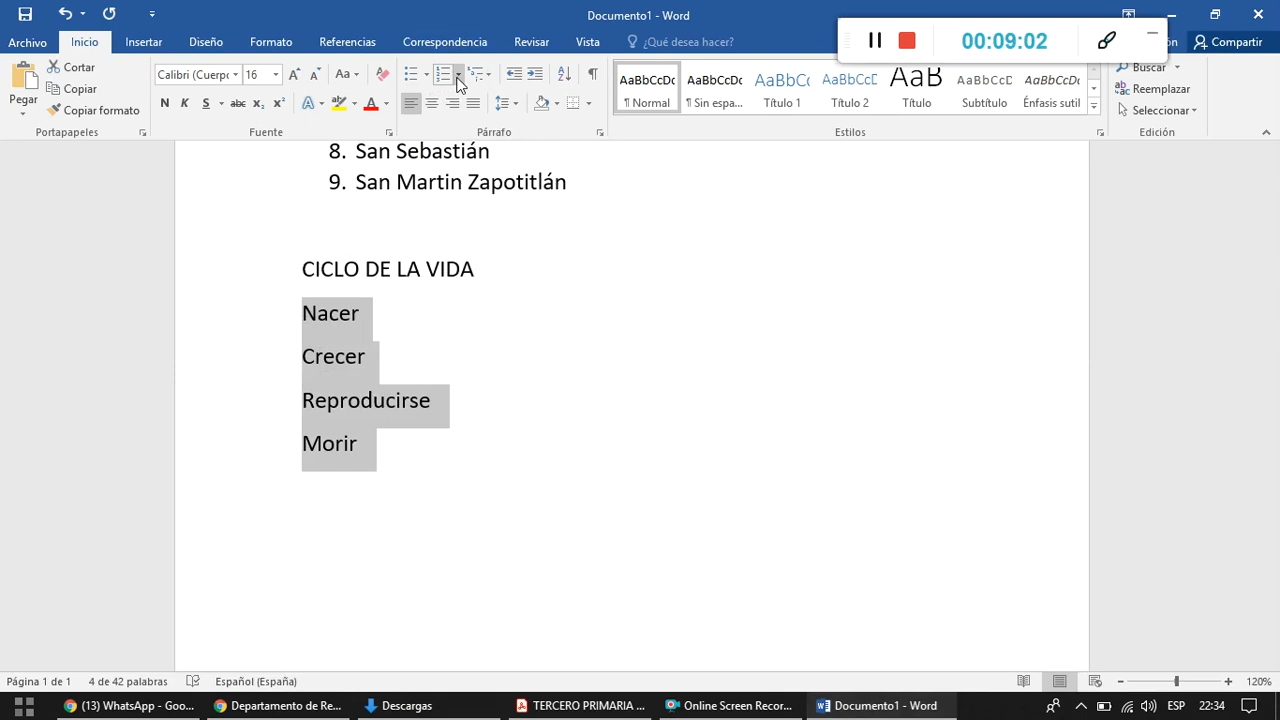 Documento1 - Word
Archivo Inicio Insertar Diseño Formato Referencias Correspondencia Revisar Vista ¿Qué desea hacer? Compartir
00:09:02
Pegar Cortar Copiar Copiar formato
Calibri (Cuerpo 16 Aa
N K S abc
AaBbCcDc ¶ Normal
AaBbCcDc ¶ Sin espa...
AaBbCc Título 1
AaBbCcC Título 2
AaB Título
AaBbCcD Subtítulo
AaBbCcDc Énfasis sutil
Buscar
Reemplazar
Seleccionar
Portapapeles Fuente Párrafo Estilos Edición
8. San Sebastián
9. San Martin Zapotitlán
CICLO DE LA VIDA
Nacer
Crecer
Reproducirse
Morir
Página 1 de 1 4 de 42 palabras Español (España) 120%
(13) WhatsApp - Goo... Departamento de Re... Descargas TERCERO PRIMARIA ... Online Screen Recor... Documento1 - Word ESP 22:34